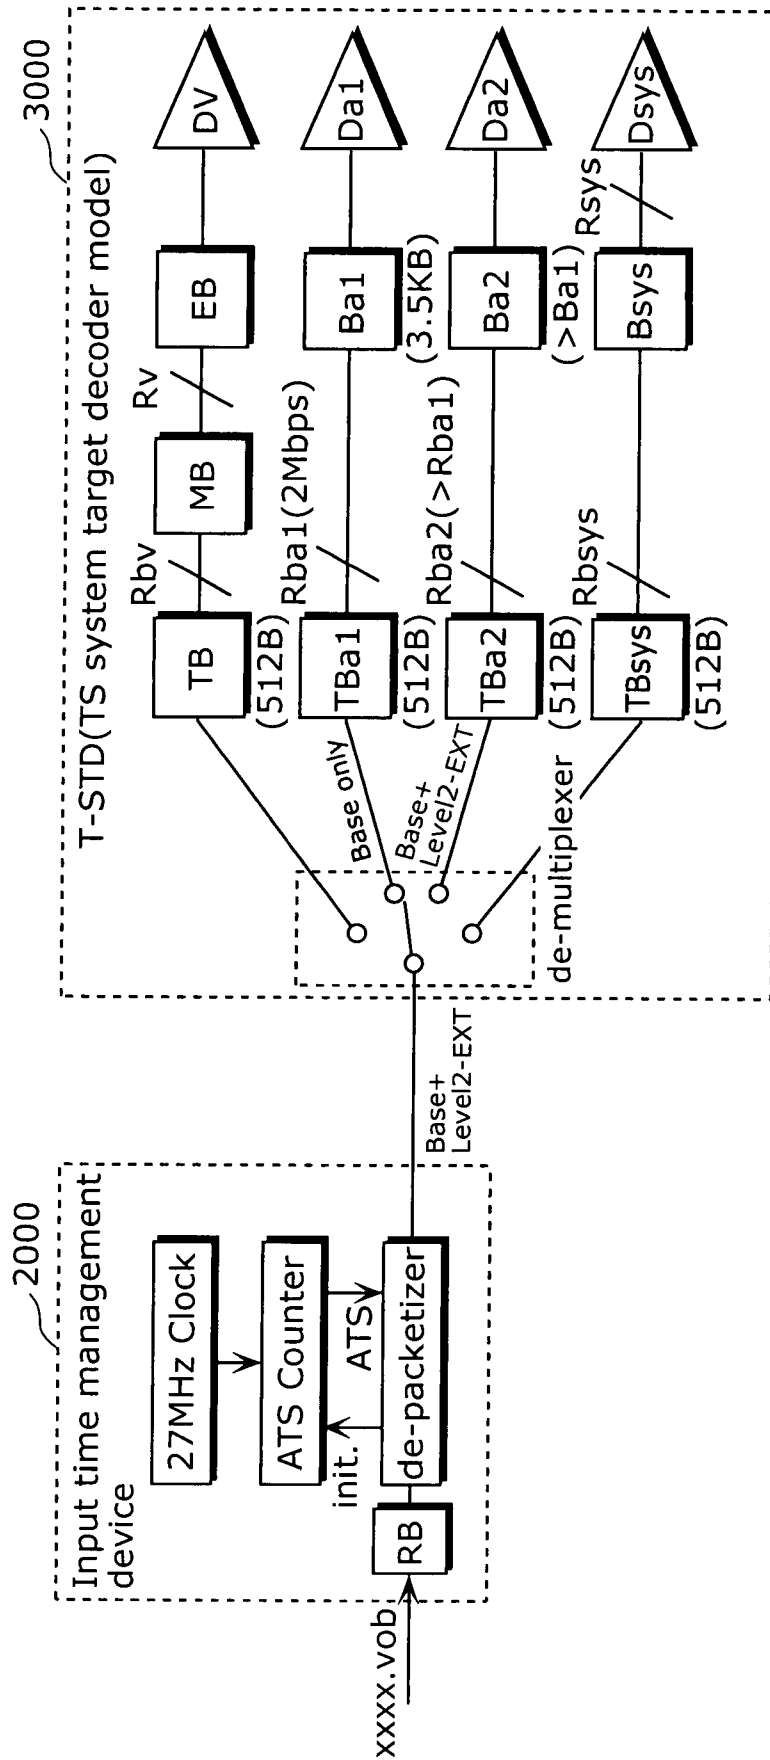 2000
Input time management
device
27MHz Clock
ATS Counter
init.
ATS
xxxx.vob
RB
de-packetizer
Base+
Level2-EXT
3000
T-STD(TS system target decoder model)
de-multiplexer
TB
(512B)
Rbv
MB
Rv
EB
DV
Base only
TBa1
(512B)
Rba1(2Mbps)
Ba1
(3.5KB)
Da1
Base+
Level2-EXT
TBa2
(512B)
Rba2(>Rba1)
Ba2
(>Ba1)
Da2
TBsys
(512B)
Rbsys
Bsys
Rsys
Dsys